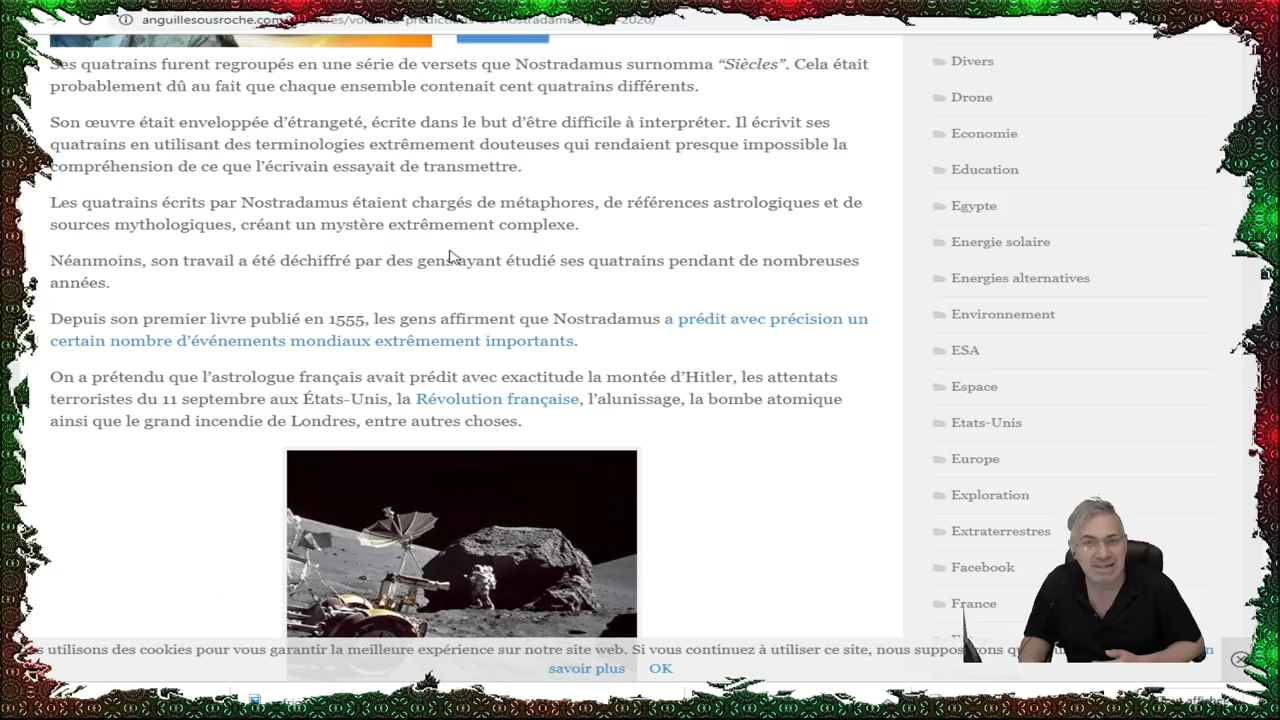 anguillesousroche.com
Ses quatrains furent regroupés en une série de versets que Nostradamus surnomma “Siècles”. Cela était
probablement dû au fait que chaque ensemble contenait cent quatrains différents.
Son œuvre était enveloppée d’étrangeté, écrite dans le but d’être difficile à interpréter. Il écrivit ses
quatrains en utilisant des terminologies extrêmement douteuses qui rendaient presque impossible la
compréhension de ce que l’écrivain essayait de transmettre.
Les quatrains écrits par Nostradamus étaient chargés de métaphores, de références astrologiques et de
sources mythologiques, créant un mystère extrêmement complexe.
Néanmoins, son travail a été déchiffré par des gens ayant étudié ses quatrains pendant de nombreuses
années.
Depuis son premier livre publié en 1555, les gens affirment que Nostradamus a prédit avec précision un
certain nombre d’événements mondiaux extrêmement importants.
On a prétendu que l’astrologue français avait prédit avec exactitude la montée d’Hitler, les attentats
terroristes du 11 septembre aux États-Unis, la Révolution française, l’alunissage, la bombe atomique
ainsi que le grand incendie de Londres, entre autres choses.
Divers
Drone
Economie
Education
Egypte
Energie solaire
Energies alternatives
Environnement
ESA
Espace
Etats-Unis
Europe
Exploration
Extraterrestres
Facebook
France
utilisons des cookies pour vous garantir la meilleure expérience sur notre site web. Si vous continuez à utiliser ce site, nous
savoir plus OK